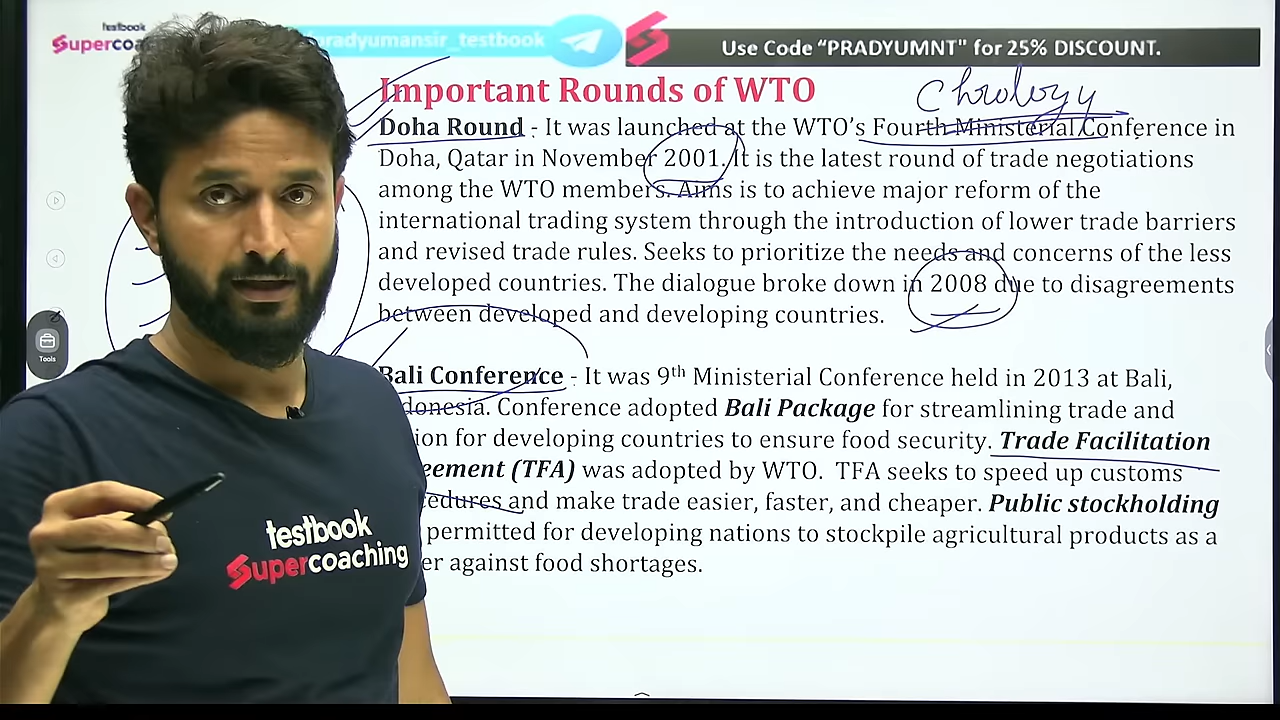 testbook
Supercoa
pradyumansir_testbook
Use Code “PRADYUMNT" for 25% DISCOUNT.
Important Rounds of WTO
Chrology
Doha Round - It was launched at the WTO’s Fourth Ministerial Conference in
Doha, Qatar in November 2001. It is the latest round of trade negotiations
among the WTO members. Aims is to achieve major reform of the
international trading system through the introduction of lower trade barriers
and revised trade rules. Seeks to prioritize the needs and concerns of the less
developed countries. The dialogue broke down in 2008 due to disagreements
between developed and developing countries.
Bali Conference - It was 9th Ministerial Conference held in 2013 at Bali,
donesia. Conference adopted Bali Package for streamlining trade and
ion for developing countries to ensure food security. Trade Facilitation
eement (TFA) was adopted by WTO. TFA seeks to speed up customs
edures and make trade easier, faster, and cheaper. Public stockholding
permitted for developing nations to stockpile agricultural products as a
er against food shortages.
Tools
testbook
Supercoaching